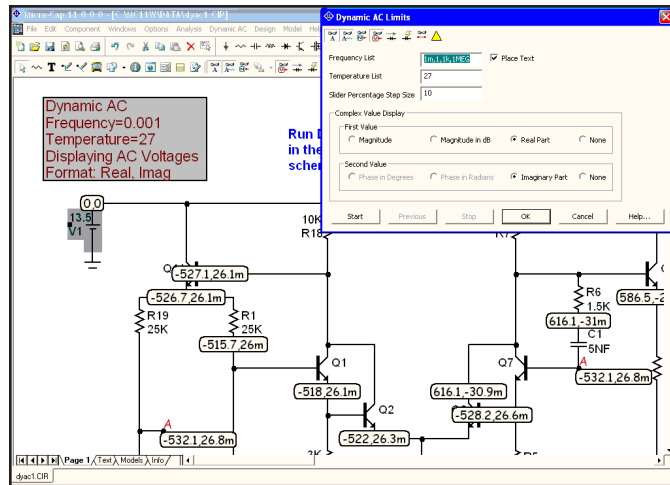 Micro-Cap 11.0.0.0 - [C:\MC11W\DATA\dyac1.CIR]
File Edit Component Windows Options Analysis Dynamic AC Design Model Help
Dynamic AC Limits
Frequency List 1m,1,1k,1MEG Place Text
Temperature List 27
Slider Percentage Step Size 10
Complex Value Display
First Value
Magnitude Magnitude in dB Real Part None
Second Value
Phase in Degrees Phase in Radians Imaginary Part None
Start Previous Stop OK Cancel Help...
Dynamic AC
Frequency=0.001
Temperature=27
Displaying AC Voltages
Format: Real, Imag
Run
in the
sche
0,0
13.5
V1
10K
R18
R7
-527.1,26.1m
-526.7,26.1m
R19
25K
R1
25K
-515.7,26m
R6
1.5K
586.5,-2
616.1,-31m
C1
5NF
Q1
Q7
A
-532.1,26.8m
-518,26.1m
616.1,-30.9m
Q2
-528.2,26.6m
A
-532.1,26.8m
-522,26.3m
3K
R5
Page 1 Text Models Info
dyac1.CIR